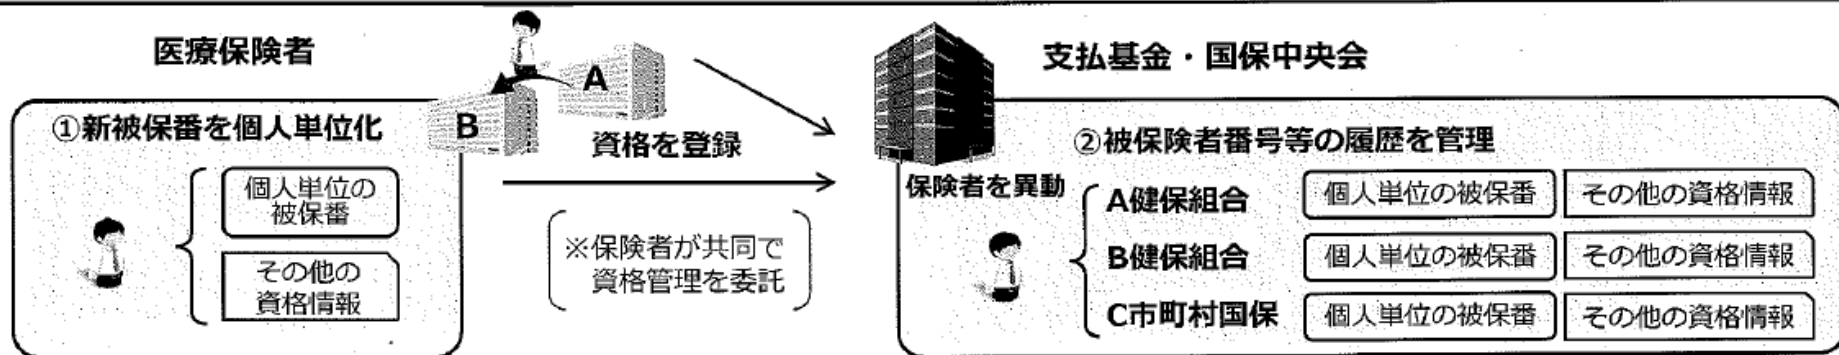 医療保険者
①新被保番を個人単位化
個人単位の
被保番
その他の
資格情報
A
B
資格を登録
※保険者が共同で
資格管理を委託
支払基金・国保中央会
②被保険者番号等の履歴を管理
保険者を異動
A健保組合 個人単位の被保番 その他の資格情報
B健保組合 個人単位の被保番 その他の資格情報
C市町村国保 個人単位の被保番 その他の資格情報